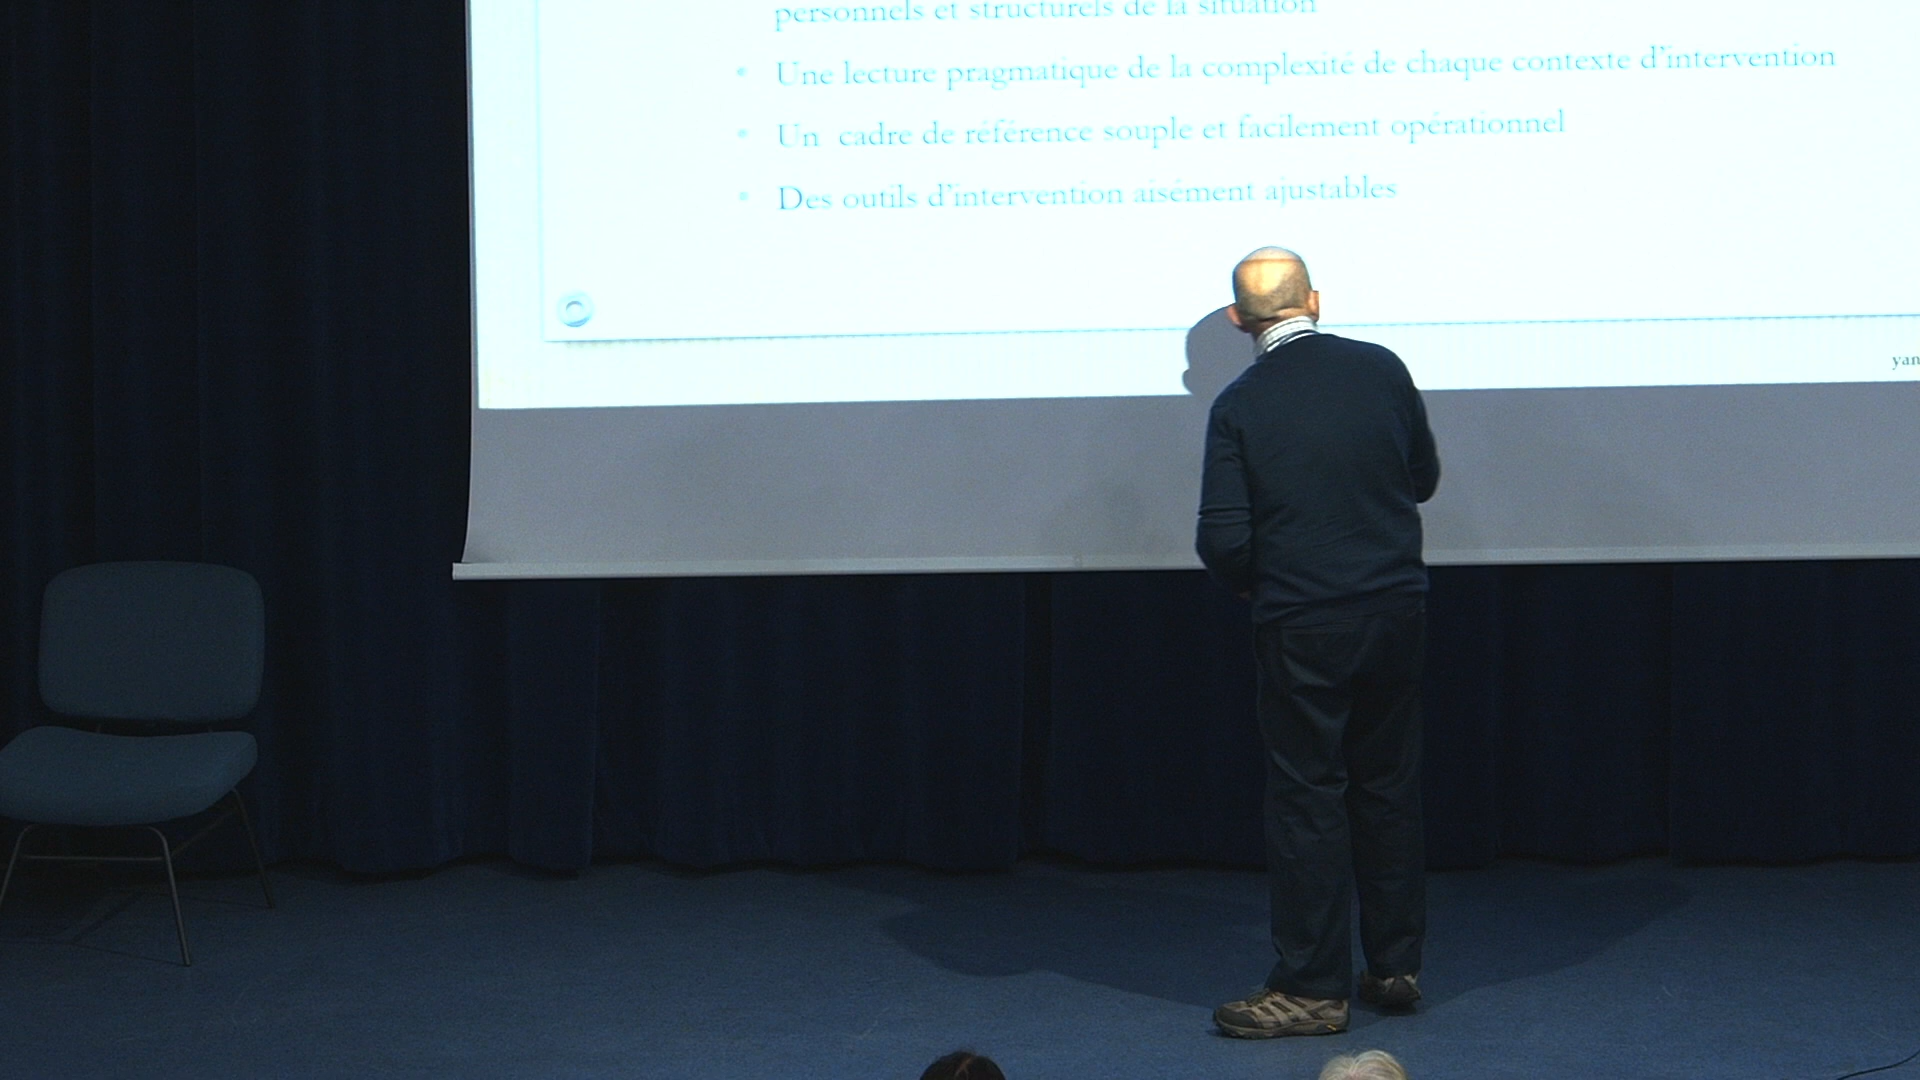 personnels et structurels de la situation
• Une lecture pragmatique de la complexité de chaque contexte d'intervention
• Un cadre de référence souple et facilement opérationnel
• Des outils d'intervention aisément ajustables
yan